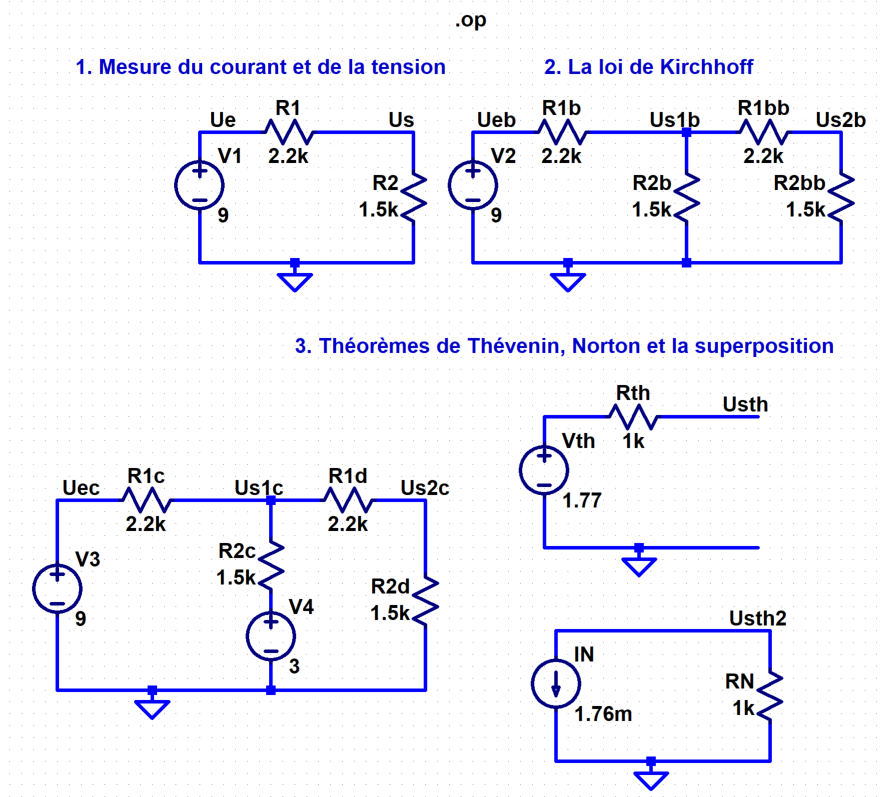 .op
1. Mesure du courant et de la tension
2. La loi de Kirchhoff
Ue
R1
2.2k
Us
V1
9
R2
1.5k
Ueb
R1b
2.2k
Us1b
R1bb
2.2k
Us2b
V2
9
R2b
1.5k
R2bb
1.5k
3. Théorèmes de Thévenin, Norton et la superposition
Rth
1k
Usth
Vth
1.77
Uec
R1c
2.2k
Us1c
R1d
2.2k
Us2c
V3
9
R2c
1.5k
V4
3
R2d
1.5k
Usth2
IN
1.76m
RN
1k